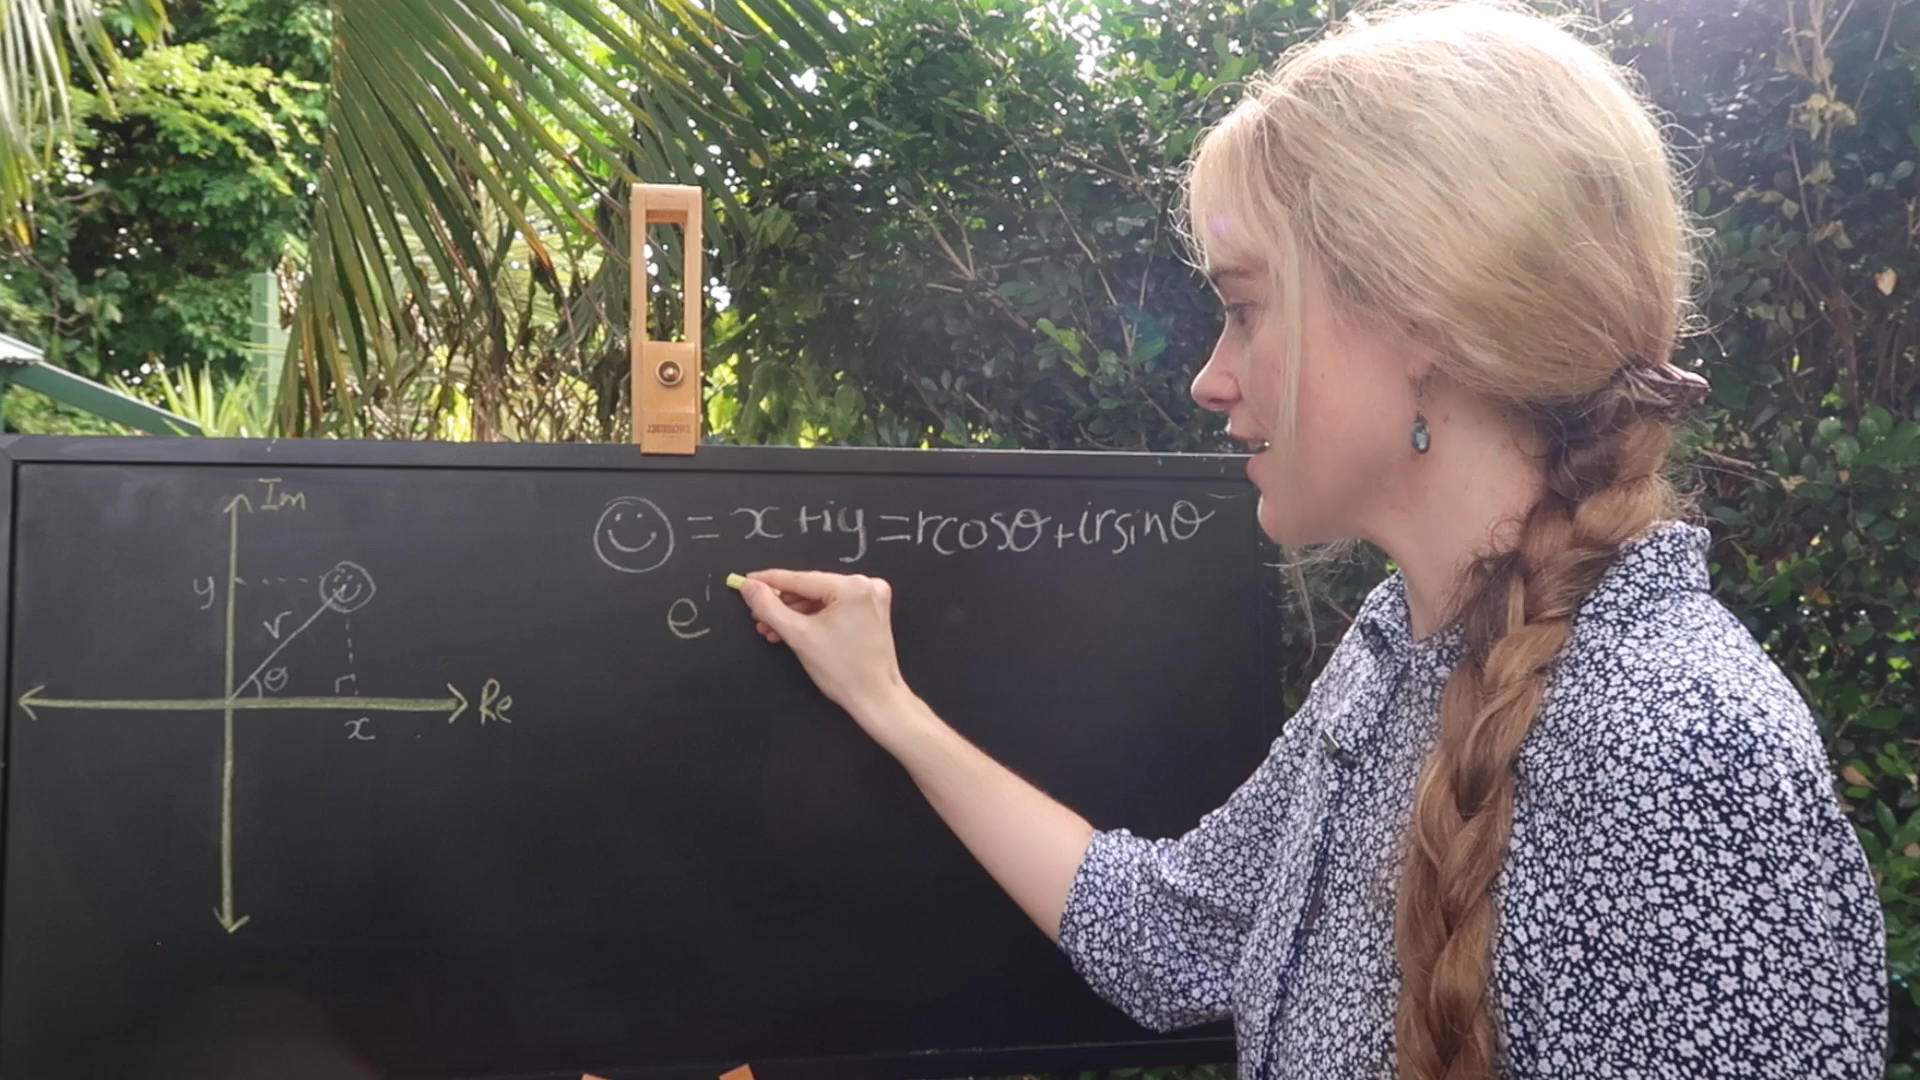 Im
☺ = x + iy = rcosθ + irsinθ
y
e^i
r
θ
Re
x